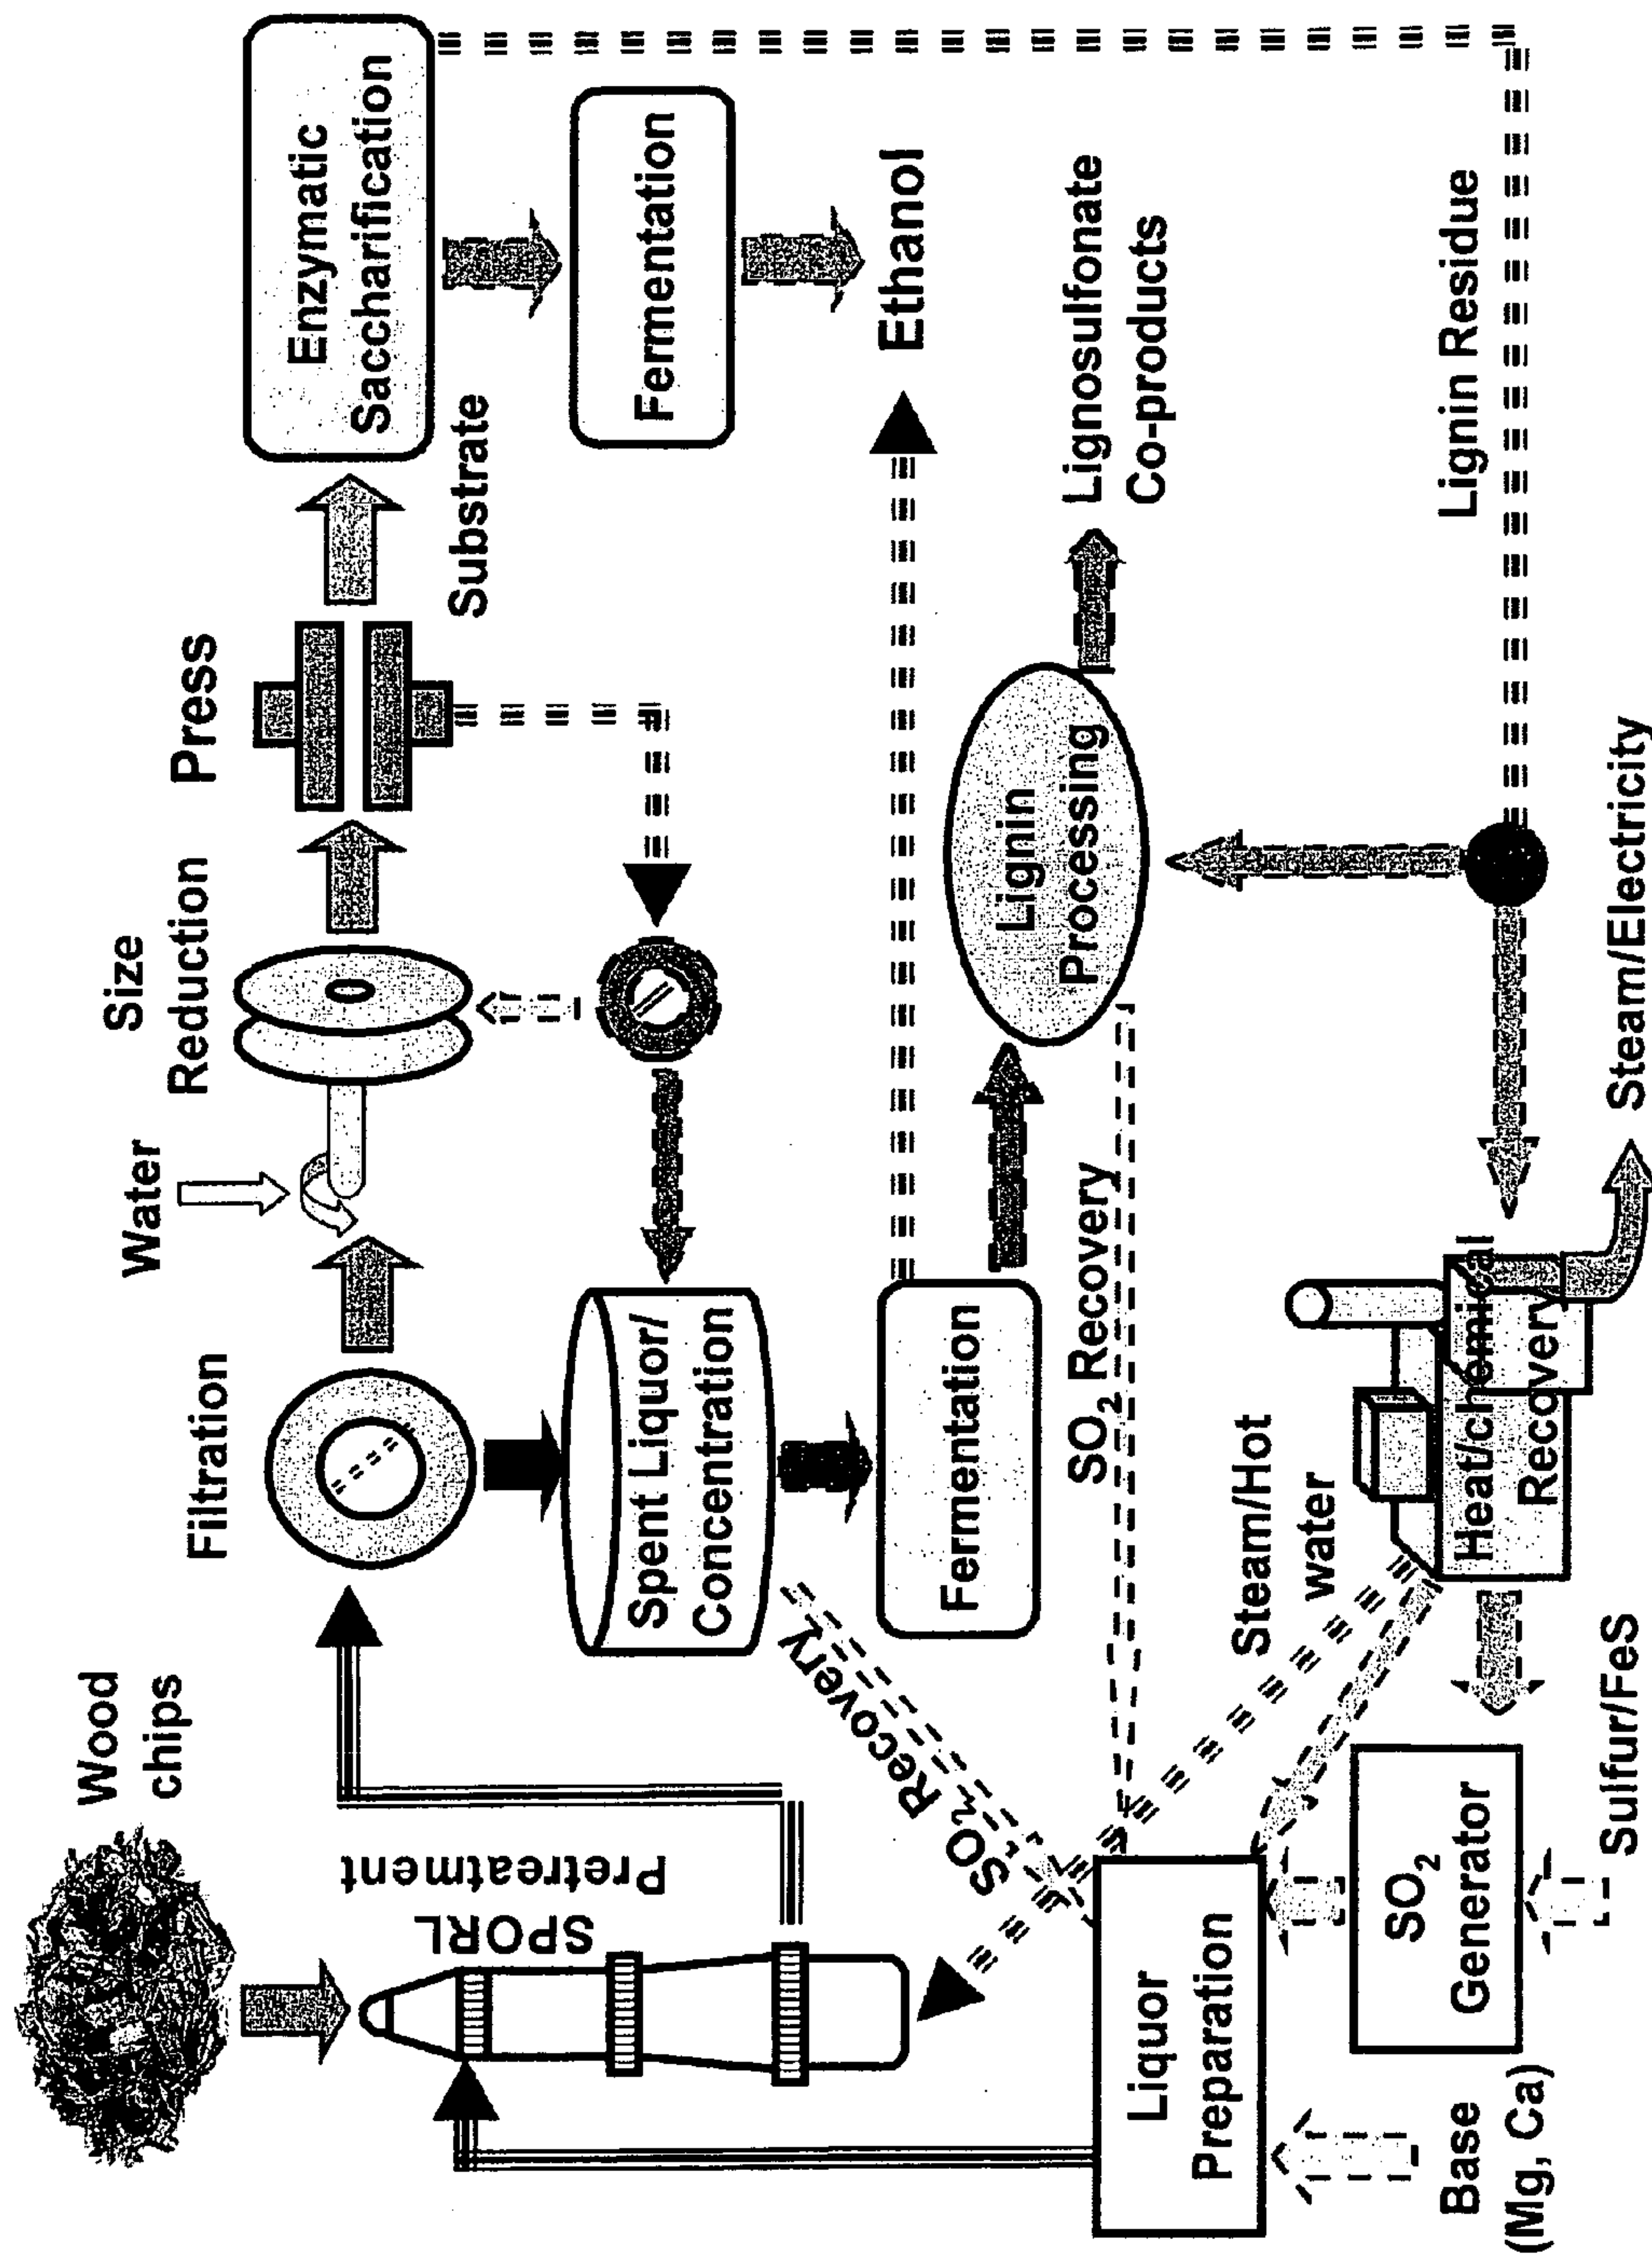 Wood
chips
SPORL
Pretreatment
Filtration
Water
Size
Reduction
Press
Substrate
Enzymatic
Saccharification
Spent Liquor/
Concentration
Fermentation
Fermentation
Ethanol
SO2 Recovery
SO2 Recovery
Lignin
Processing
Lignosulfonate
Co-products
Liquor
Preparation
Steam/Hot
water
Heat/chemical
Recovery
Lignin Residue
SO2
Generator
Base
(Mg, Ca)
Sulfur/FeS
Steam/Electricity